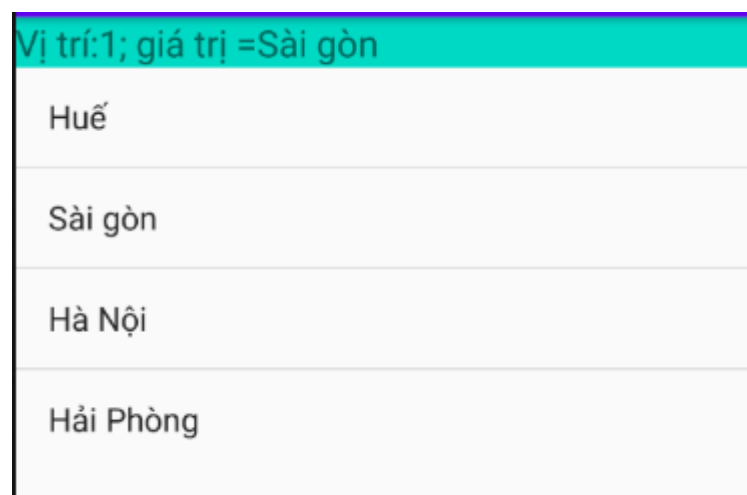 Vị trí:1; giá trị =Sài gòn
Huế
Sài gòn
Hà Nội
Hải Phòng